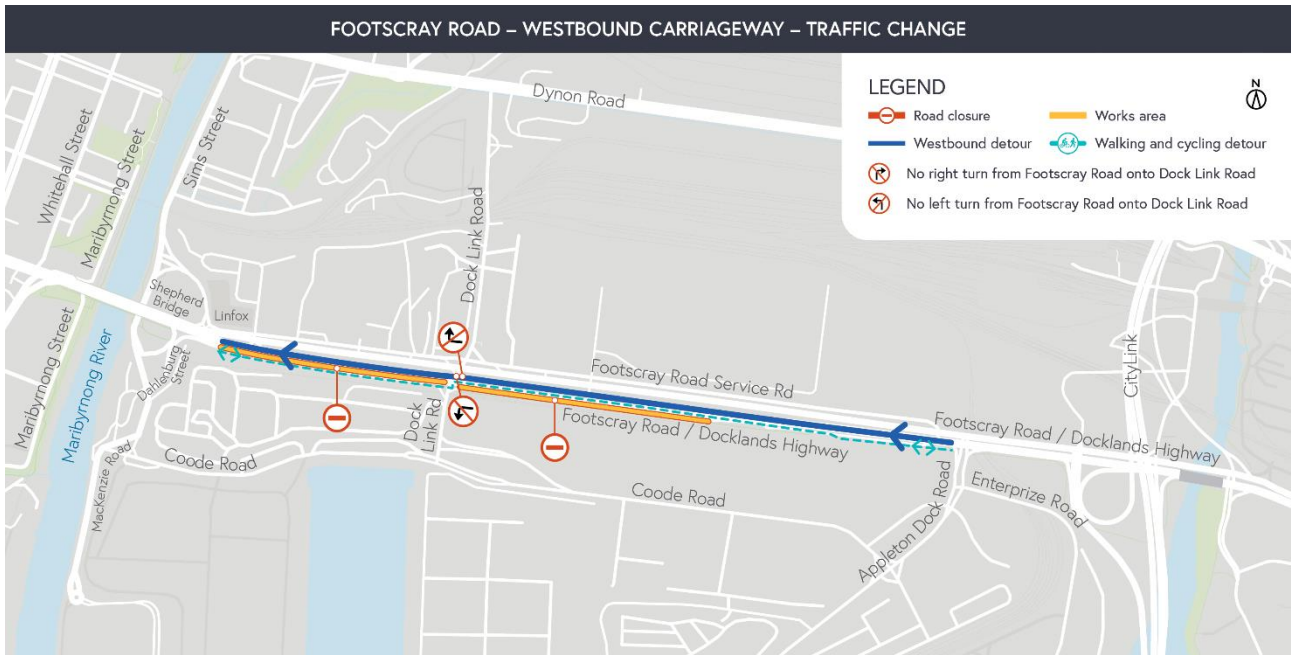 FOOTSCRAY ROAD – WESTBOUND CARRIAGEWAY – TRAFFIC CHANGE
LEGEND
N
Road closure
Works area
Westbound detour
Walking and cycling detour
No right turn from Footscray Road onto Dock Link Road
No left turn from Footscray Road onto Dock Link Road
Dynon Road
Whitehall Street
Maribyrnong Street
Sims Street
Dock Link Road
Shepherd
Bridge
Linfox
Maribyrnong Street
Maribyrnong River
Dahlenburg
Street
Footscray Road Service Rd
CityLink
Dock
Link Rd
Footscray Road / Docklands Highway
Footscray Road / Docklands Highway
MacKenzie Road
Coode Road
Coode Road
Appleton Dock Road
Enterprize Road